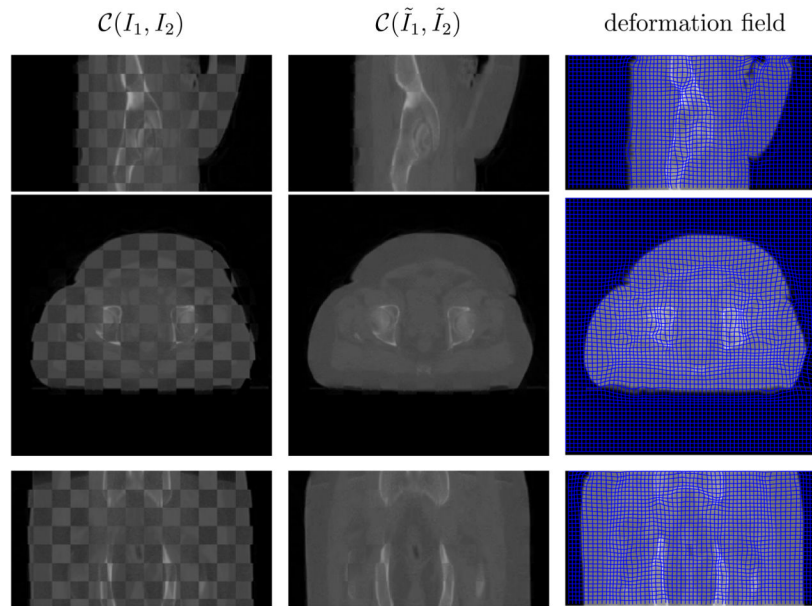 𝒞(I₁, I₂)
𝒞(Ĩ₁, Ĩ₂)
deformation field